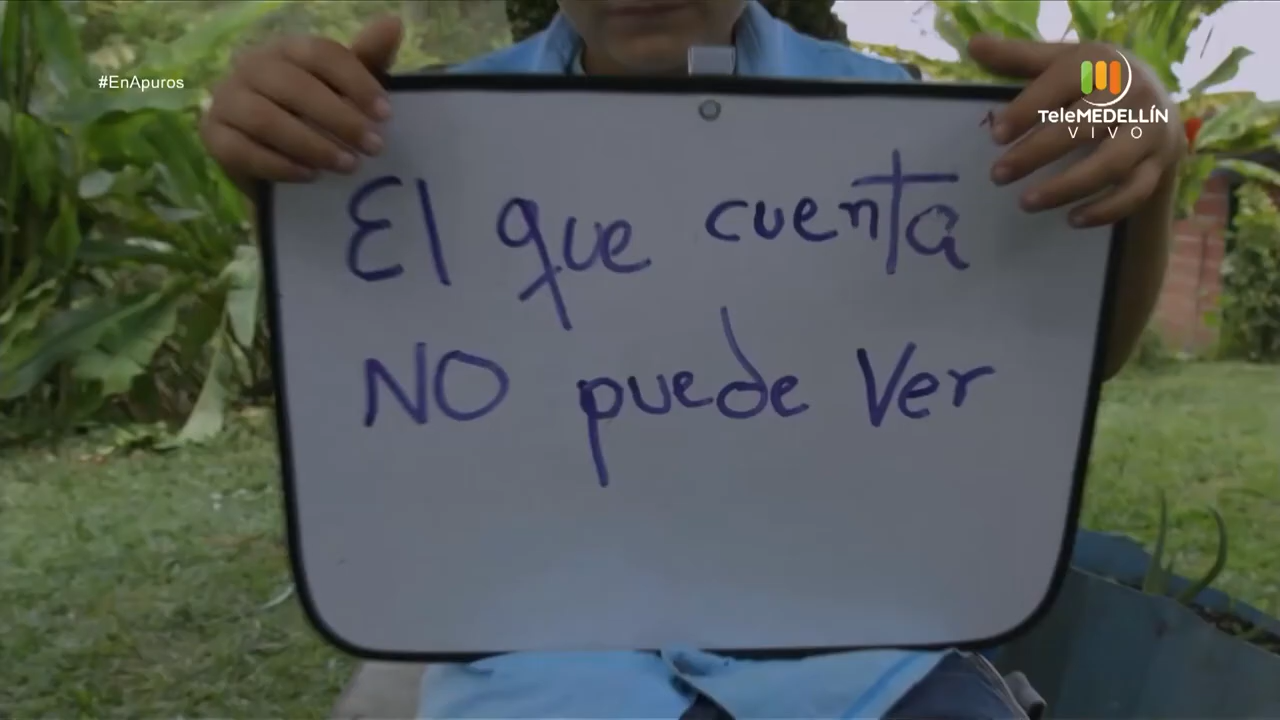 #EnApuros
TeleMEDELLÍN
VIVO
El que cuenta
NO puede Ver